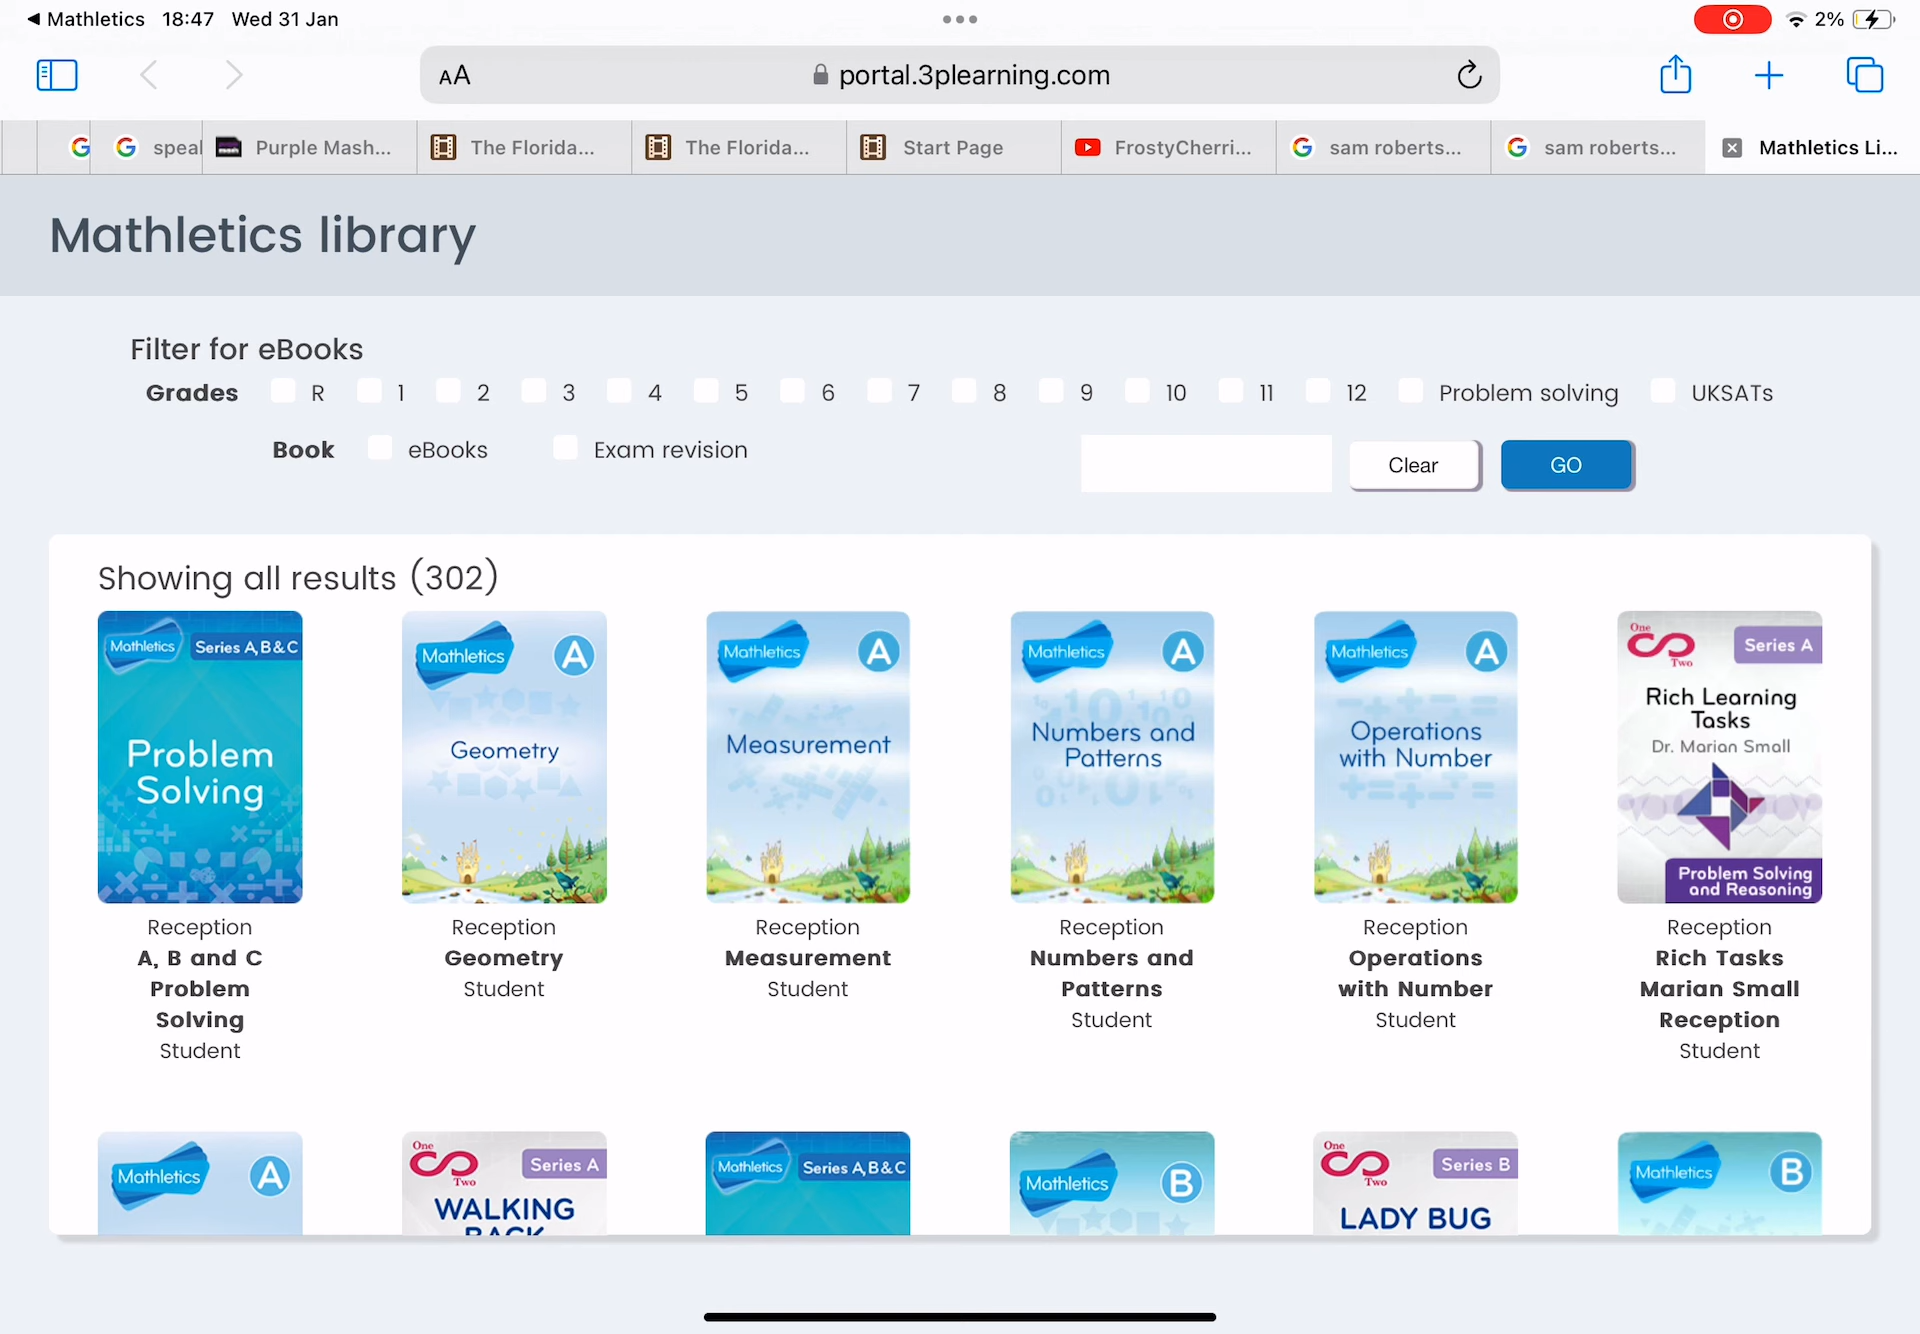 Mathletics 18:47 Wed 31 Jan
2%
AA portal.3plearning.com
speal Purple Mash... The Florida... The Florida... Start Page FrostyCherri... sam roberts... sam roberts... Mathletics Li...
Mathletics library
Filter for eBooks
Grades R 1 2 3 4 5 6 7 8 9 10 11 12 Problem solving UKSATs
Book eBooks Exam revision Clear GO
Showing all results (302)
Mathletics Series A,B&C
Problem
Solving
Mathletics A
Geometry
Mathletics A
Measurement
Mathletics A
Numbers and
Patterns
Mathletics A
Operations
with Number
One
Two
Series A
Rich Learning
Tasks
Dr. Marian Small
Problem Solving
and Reasoning
Reception
A, B and C
Problem
Solving
Student
Reception
Geometry
Student
Reception
Measurement
Student
Reception
Numbers and
Patterns
Student
Reception
Operations
with Number
Student
Reception
Rich Tasks
Marian Small
Reception
Student
Mathletics A
One
Two
Series A
WALKING
BACK
Mathletics Series A,B&C
Mathletics B
One
Two
Series B
LADY BUG
Mathletics B